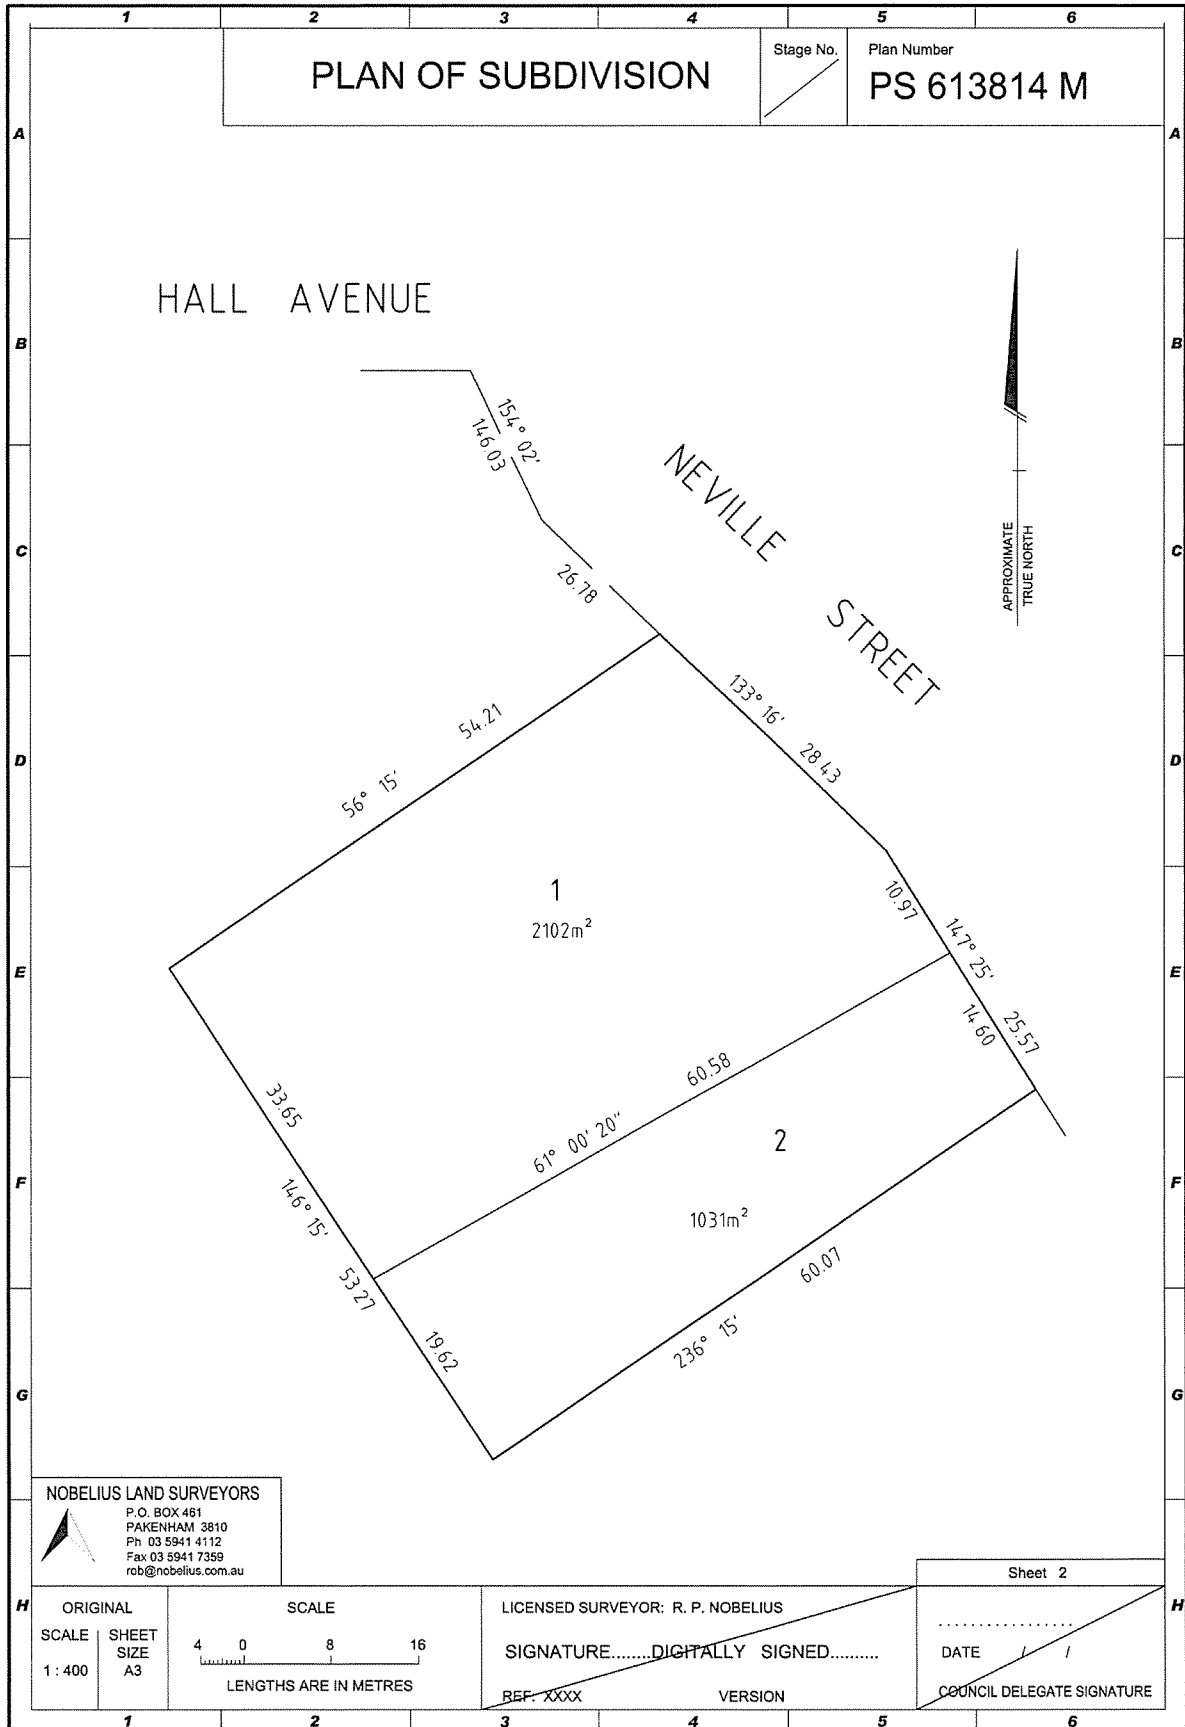 1 2 3 4 5 6
PLAN OF SUBDIVISION
Stage No.
Plan Number
PS 613814 M
A A
HALL AVENUE
B B
154° 02'
146.03
NEVILLE
STREET
APPROXIMATE
TRUE NORTH
C C
26.78
133° 16'
28.43
54.21
56° 15'
D D
1
2102m²
10.97
147° 25'
14.60
25.57
E E
60.58
61° 00' 20"
33.65
146° 15'
53.27
19.62
2
1031m²
F F
60.07
236° 15'
G G
NOBELIUS LAND SURVEYORS
P.O. BOX 461
PAKENHAM 3810
Ph 03 5941 4112
Fax 03 5941 7359
rob@nobelius.com.au
Sheet 2
H H
ORIGINAL
SCALE SHEET SIZE
1 : 400 A3
SCALE
4 0 8 16
LENGTHS ARE IN METRES
LICENSED SURVEYOR: R. P. NOBELIUS
SIGNATURE........DIGITALLY SIGNED..........
REF: XXXX VERSION
..................
DATE / /
COUNCIL DELEGATE SIGNATURE
1 2 3 4 5 6